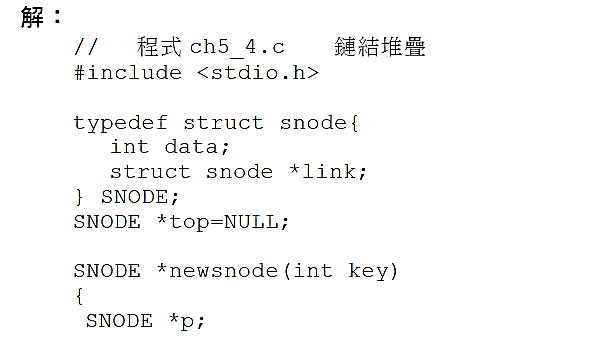 解：
//   程式 ch5_4.c    鏈結堆疊
#include <stdio.h>
typedef struct snode{
int data;
struct snode *link;
} SNODE;
SNODE *top=NULL;
SNODE *newsnode(int key)
{
SNODE *p;